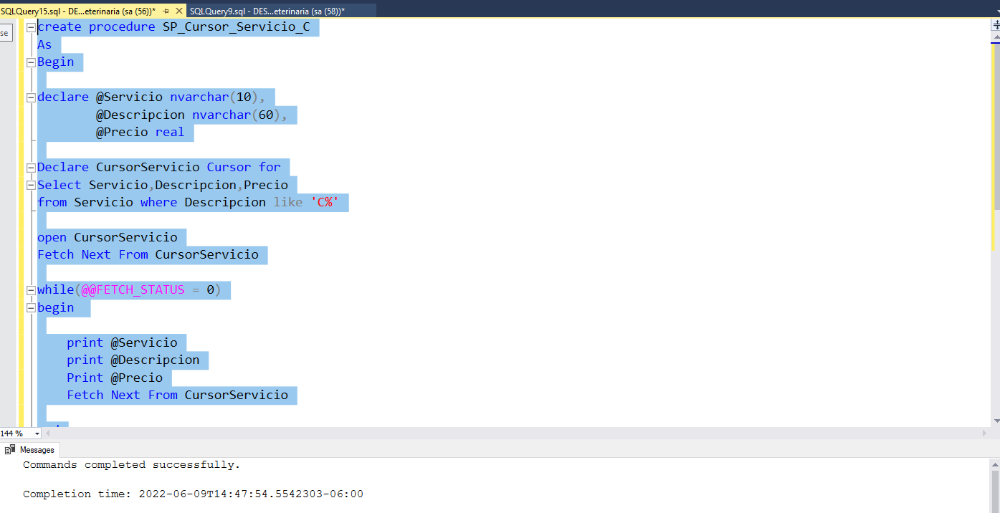 SQLQuery15.sql - DE...eterinaria (sa (56))* SQLQuery9.sql - DES...eterinaria (sa (58))*
se
create procedure SP_Cursor_Servicio_C
As
Begin
declare @Servicio nvarchar(10),
@Descripcion nvarchar(60),
@Precio real
Declare CursorServicio Cursor for
Select Servicio,Descripcion,Precio
from Servicio where Descripcion like 'C%'
open CursorServicio
Fetch Next From CursorServicio
while(@@FETCH_STATUS = 0)
begin
print @Servicio
print @Descripcion
Print @Precio
Fetch Next From CursorServicio
144 %
Messages
Commands completed successfully.
Completion time: 2022-06-09T14:47:54.5542303-06:00